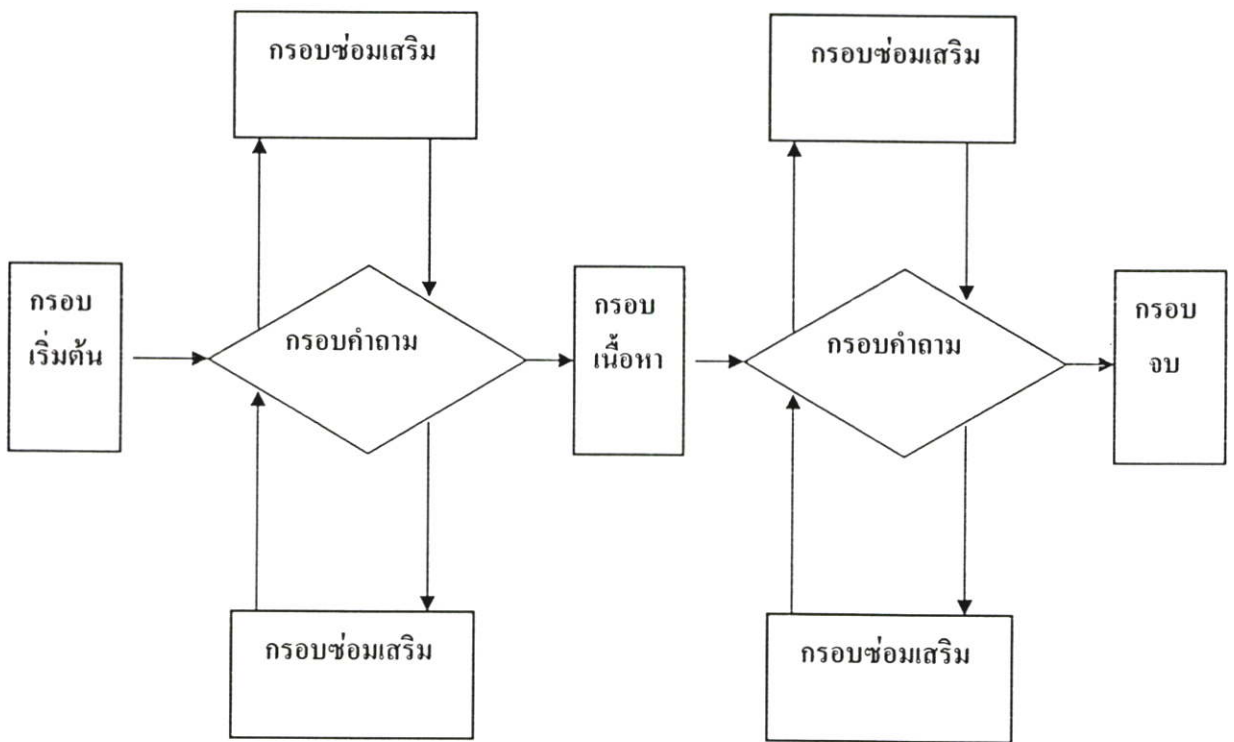 กรอบซ่อมเสริม
กรอบซ่อมเสริม
กรอบ
เริ่มต้น
กรอบคำถาม
กรอบ
เนื้อหา
กรอบคำถาม
กรอบ
จบ
กรอบซ่อมเสริม
กรอบซ่อมเสริม